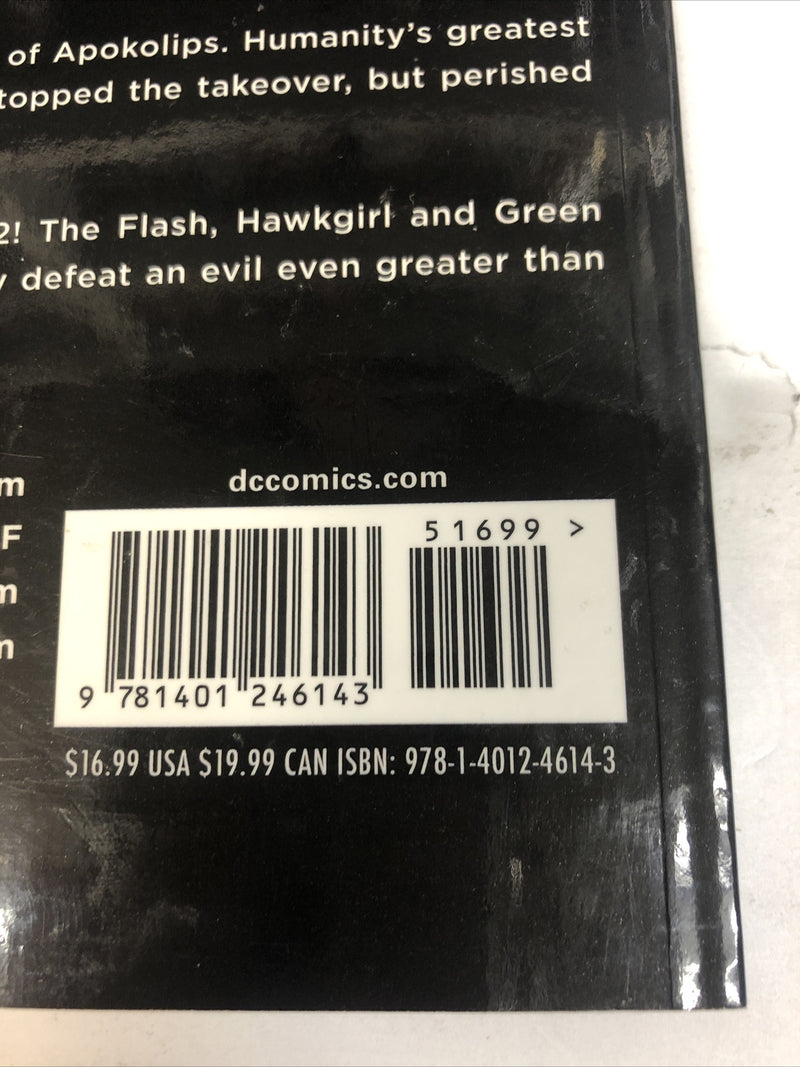 of Apokolips. Humanity's greatest
topped the takeover, but perished
2! The Flash, Hawkgirl and Green
defeat an evil even greater than
m
dccomics.com
F
m
n
51699 >
9 781401 246143
$16.99 USA $19.99 CAN ISBN: 978-1-4012-4614-3